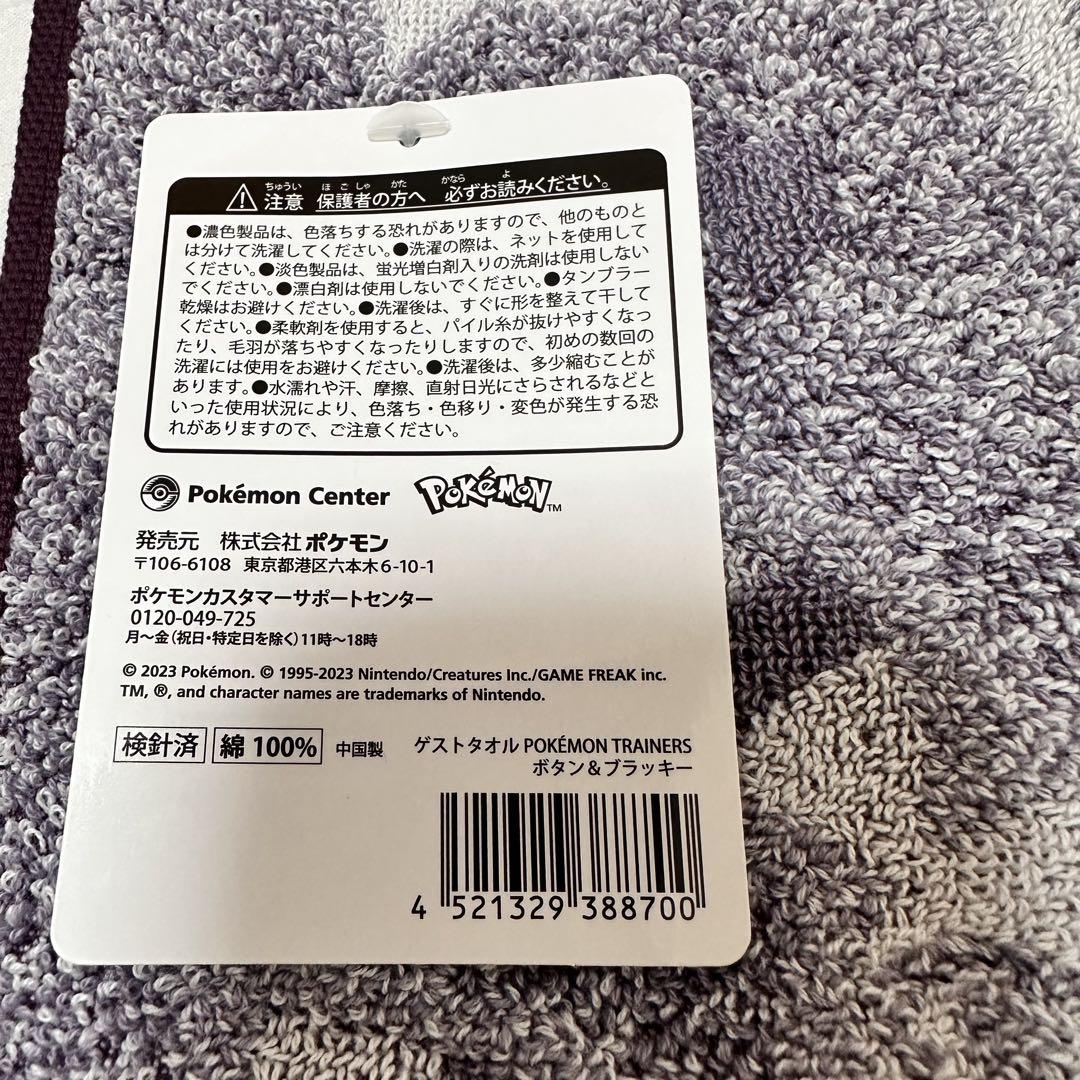 ちゅうい ほごしゃ かた かなら よ
注意 保護者の方へ 必ずお読みください。
●濃色製品は、色落ちする恐れがありますので、他のものと
は分けて洗濯してください。●洗濯の際は、ネットを使用して
ください。●淡色製品は、蛍光増白剤入りの洗剤は使用しない
でください。●漂白剤は使用しないでください。●タンブラー
乾燥はお避けください。●洗濯後は、すぐに形を整えて干して
ください。●柔軟剤を使用すると、パイル糸が抜けやすくなっ
たり、毛羽が落ちやすくなったりしますので、初めの数回の
洗濯には使用をお避けください。●洗濯後は、多少縮むことが
あります。●水濡れや汗、摩擦、直射日光にさらされるなどと
いった使用状況により、色落ち・色移り・変色が発生する恐
れがありますので、ご注意ください。
Pokémon Center POKéMON TM
発売元 株式会社ポケモン
〒106-6108 東京都港区六本木6-10-1
ポケモンカスタマーサポートセンター
0120-049-725
月〜金(祝日・特定日を除く)11時〜18時
© 2023 Pokémon. © 1995-2023 Nintendo/Creatures Inc./GAME FREAK inc.
TM, ®, and character names are trademarks of Nintendo.
検針済 綿 100% 中国製
ゲストタオル POKÉMON TRAINERS
ボタン＆ブラッキー
4 521329 388700